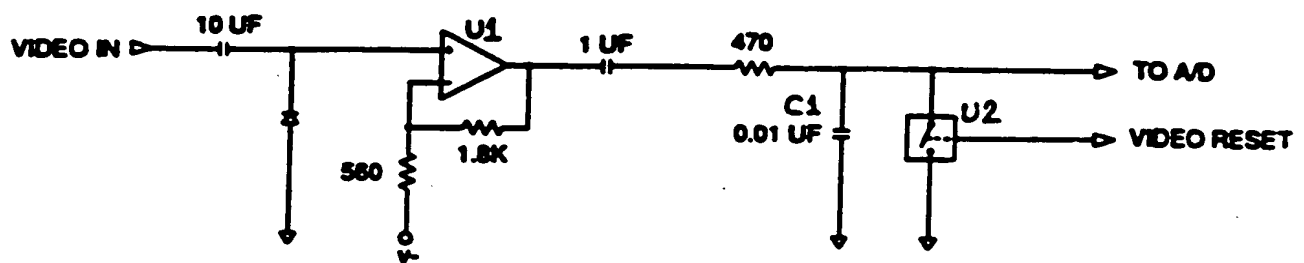 VIDEO IN
10 UF
U1
1 UF
470
TO A/D
C1
0.01 UF
U2
VIDEO RESET
1.8K
560
V-